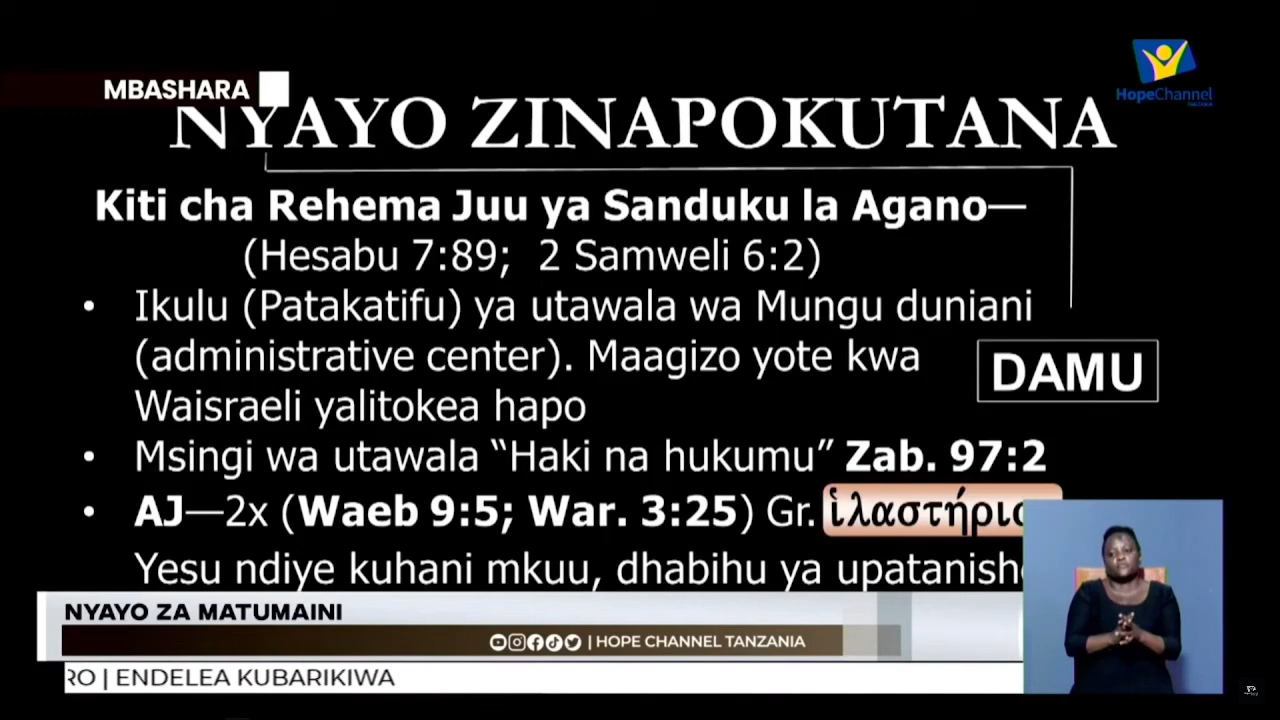 MBASHARA
HopeChannel
TANZANIA
NYAYO ZINAPOKUTANA
Kiti cha Rehema Juu ya Sanduku la Agano—
(Hesabu 7:89; 2 Samweli 6:2)
• Ikulu (Patakatifu) ya utawala wa Mungu duniani
(administrative center). Maagizo yote kwa
Waisraeli yalitokea hapo
DAMU
• Msingi wa utawala “Haki na hukumu” Zab. 97:2
• AJ—2x (Waeb 9:5; War. 3:25) Gr. ἱλαστήριο
Yesu ndiye kuhani mkuu, dhabihu ya upatanisho
NYAYO ZA MATUMAINI
| HOPE CHANNEL TANZANIA
RO | ENDELEA KUBARIKIWA